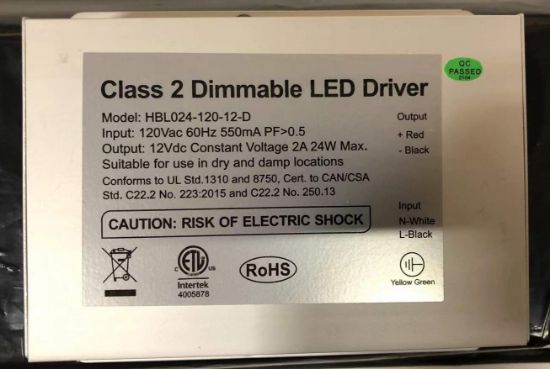 QC
PASSED
2104
Class 2 Dimmable LED Driver
Model: HBL024-120-12-D
Input: 120Vac 60Hz 550mA PF>0.5
Output: 12Vdc Constant Voltage 2A 24W Max.
Suitable for use in dry and damp locations
Conforms to UL Std.1310 and 8750, Cert. to CAN/CSA
Std. C22.2 No. 223:2015 and C22.2 No. 250.13
CAUTION: RISK OF ELECTRIC SHOCK
Output
+ Red
- Black
Input
N-White
L-Black
C ETL US
Intertek
4005878
RoHS
Yellow Green